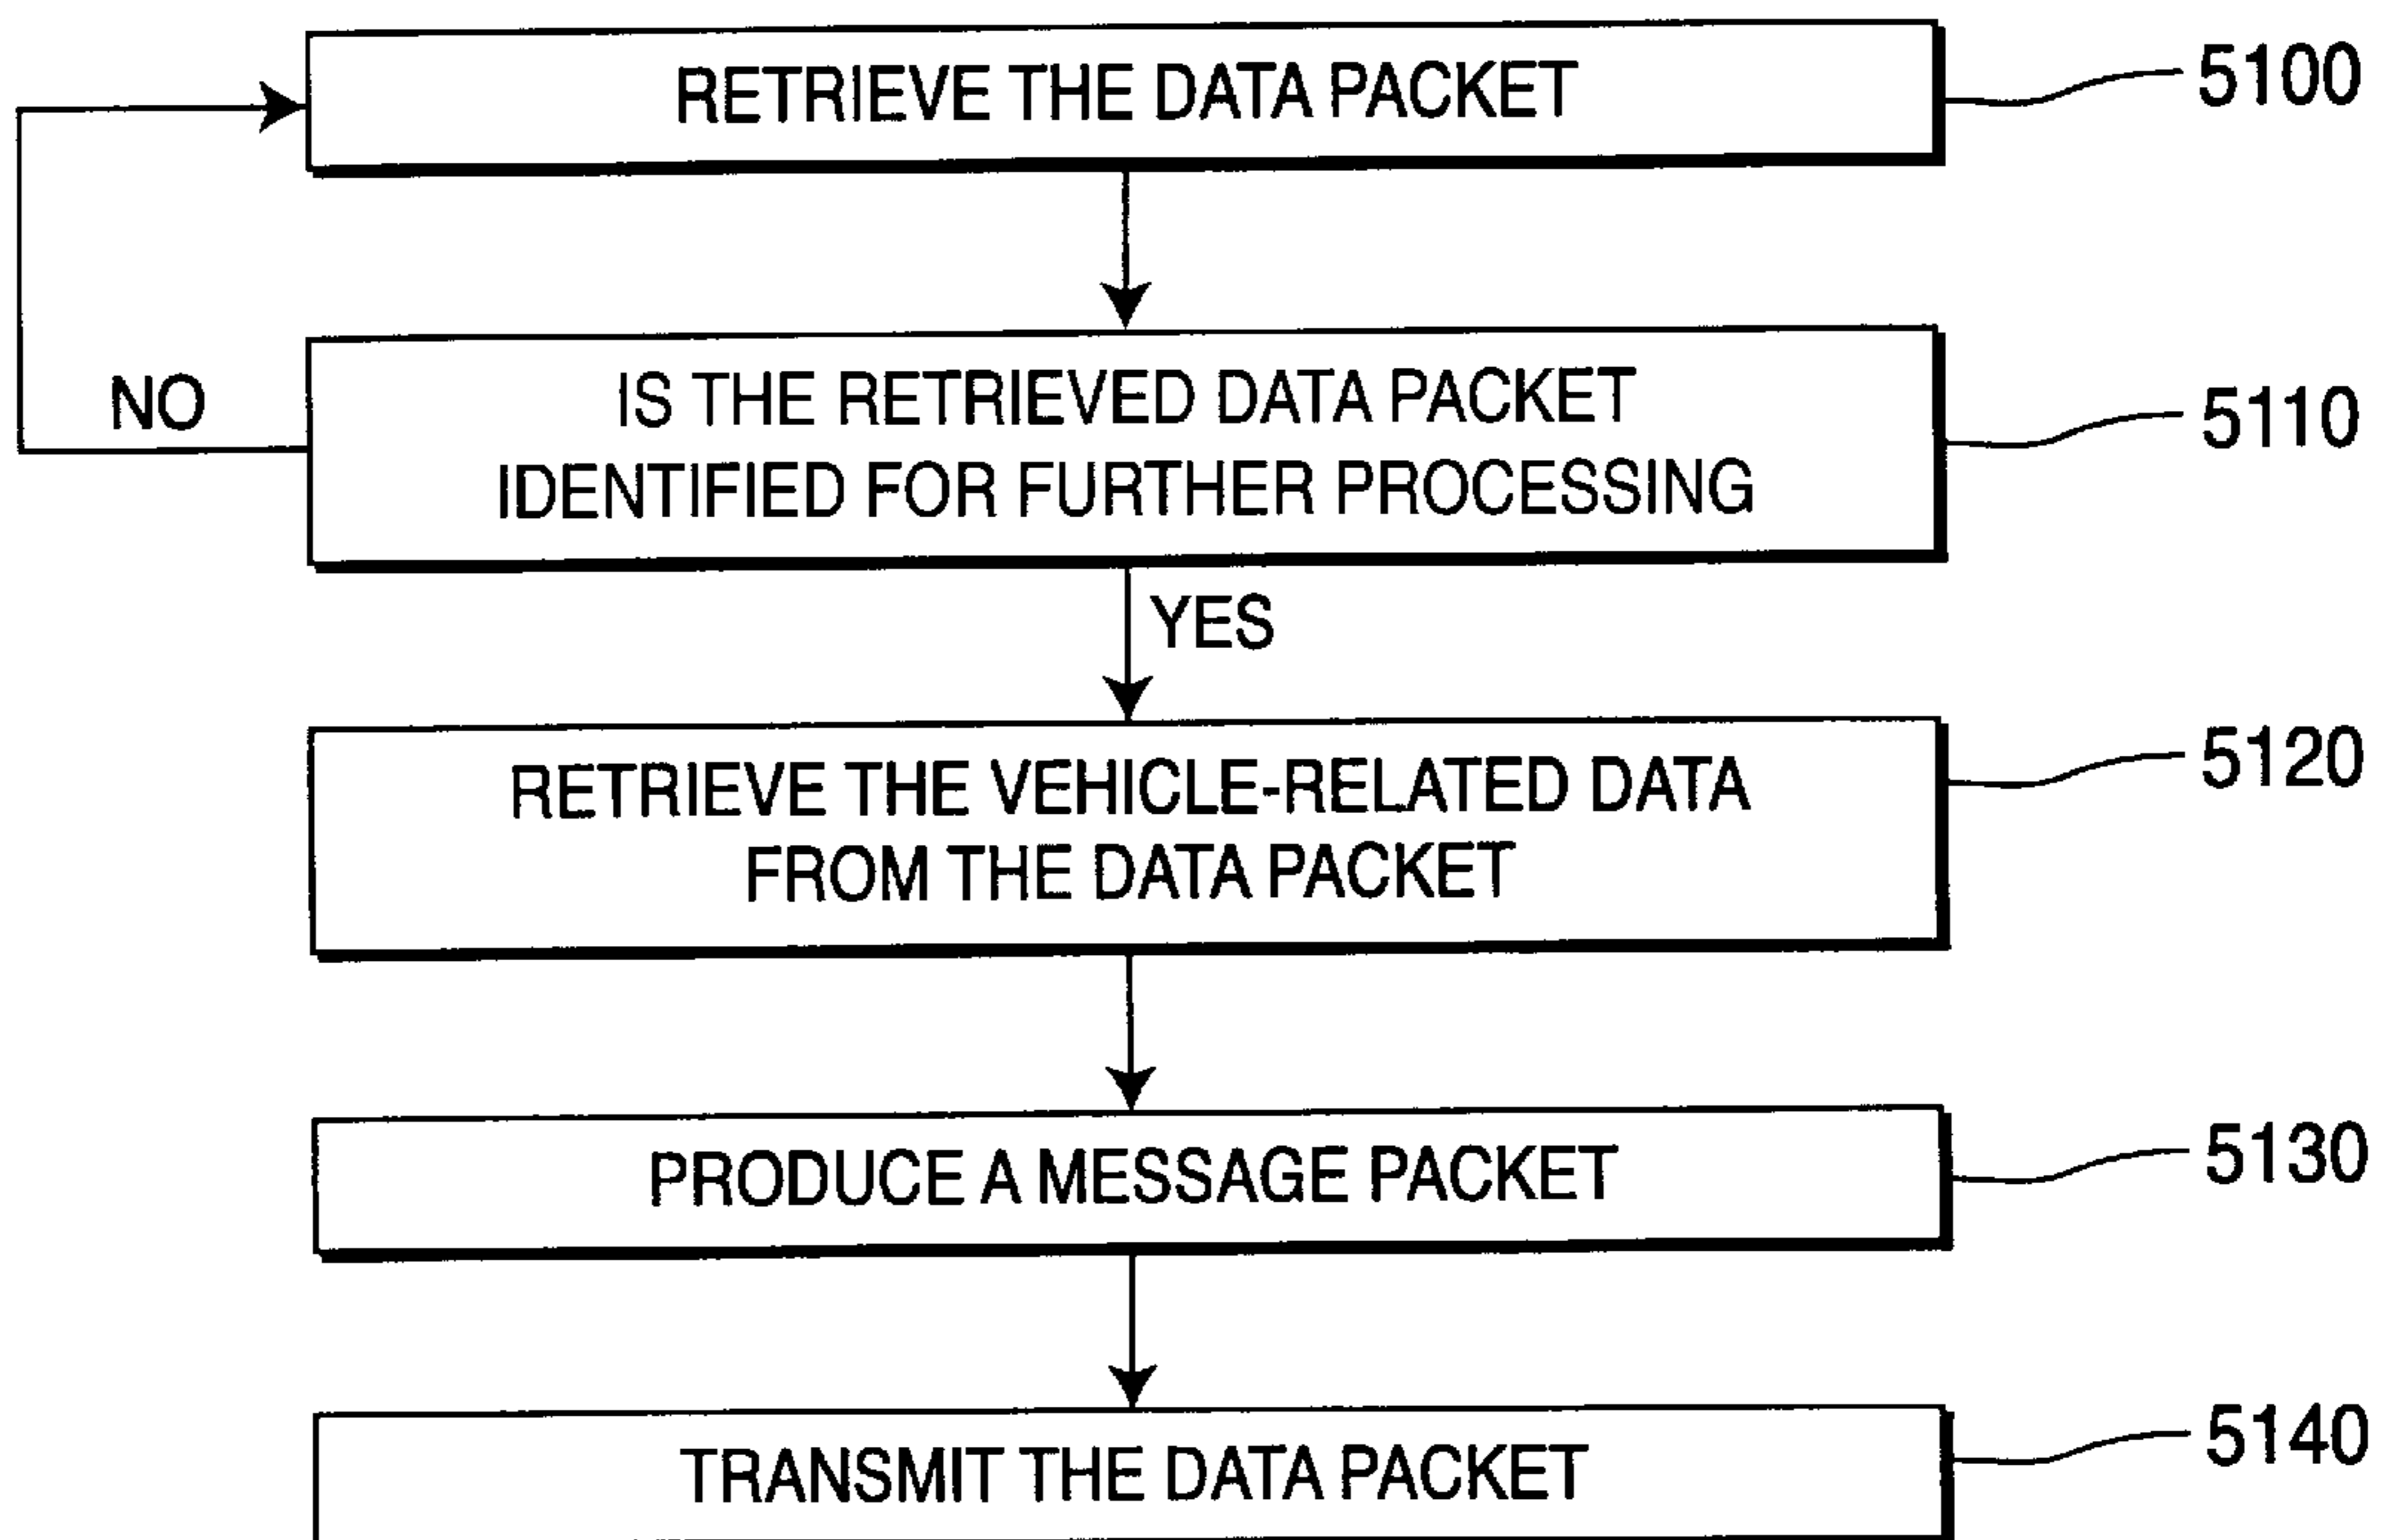 RETRIEVE THE DATA PACKET
5100
IS THE RETRIEVED DATA PACKET
IDENTIFIED FOR FURTHER PROCESSING
5110
NO
YES
RETRIEVE THE VEHICLE-RELATED DATA
FROM THE DATA PACKET
5120
PRODUCE A MESSAGE PACKET
5130
TRANSMIT THE DATA PACKET
5140